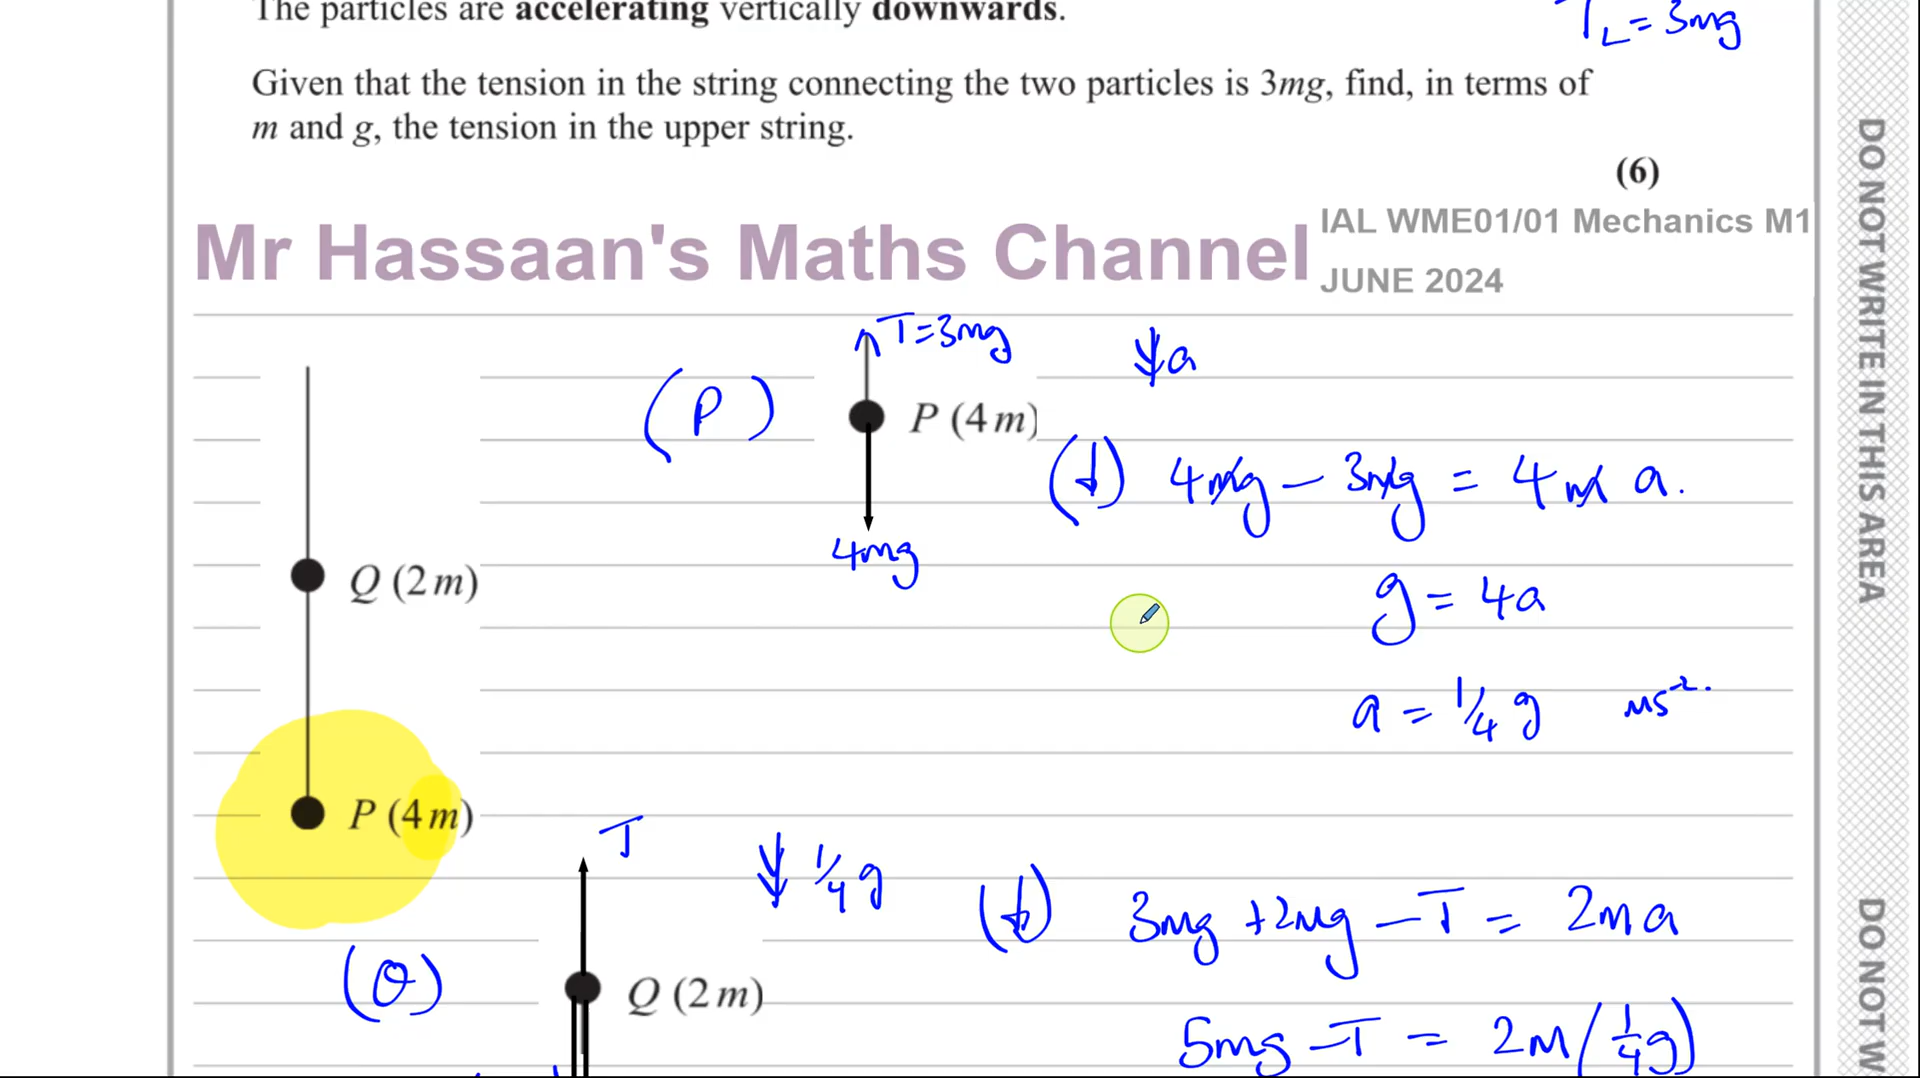 The particles are accelerating vertically downwards.
T_L = 3mg
Given that the tension in the string connecting the two particles is 3mg, find, in terms of
m and g, the tension in the upper string.
(6)
Mr Hassaan's Maths Channel
IAL WME01/01 Mechanics M1
JUNE 2024
T=3mg
↓a
(P)
P (4m)
(↓) 4mg - 3mg = 4m a.
4mg
Q (2m)
g = 4a
a = 1/4 g ms⁻².
P (4m)
T
↓ 1/4 g
(↓) 3mg + 2mg - T = 2ma
(Q)
Q (2m)
5mg - T = 2m(1/4 g)
DO NOT WRITE IN THIS AREA
DO NOT W